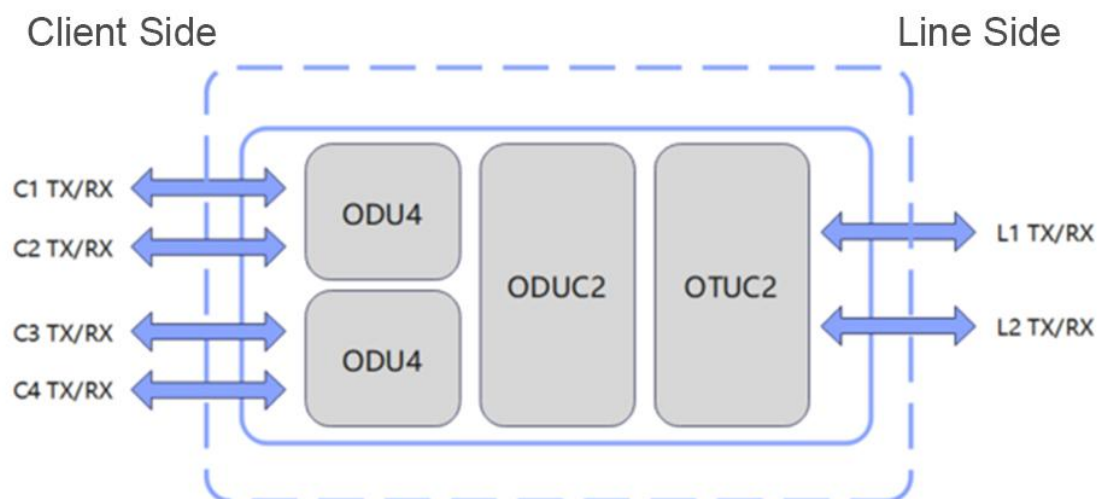 Client Side
Line Side
C1 TX/RX
C2 TX/RX
C3 TX/RX
C4 TX/RX
ODU4
ODU4
ODUC2
OTUC2
L1 TX/RX
L2 TX/RX